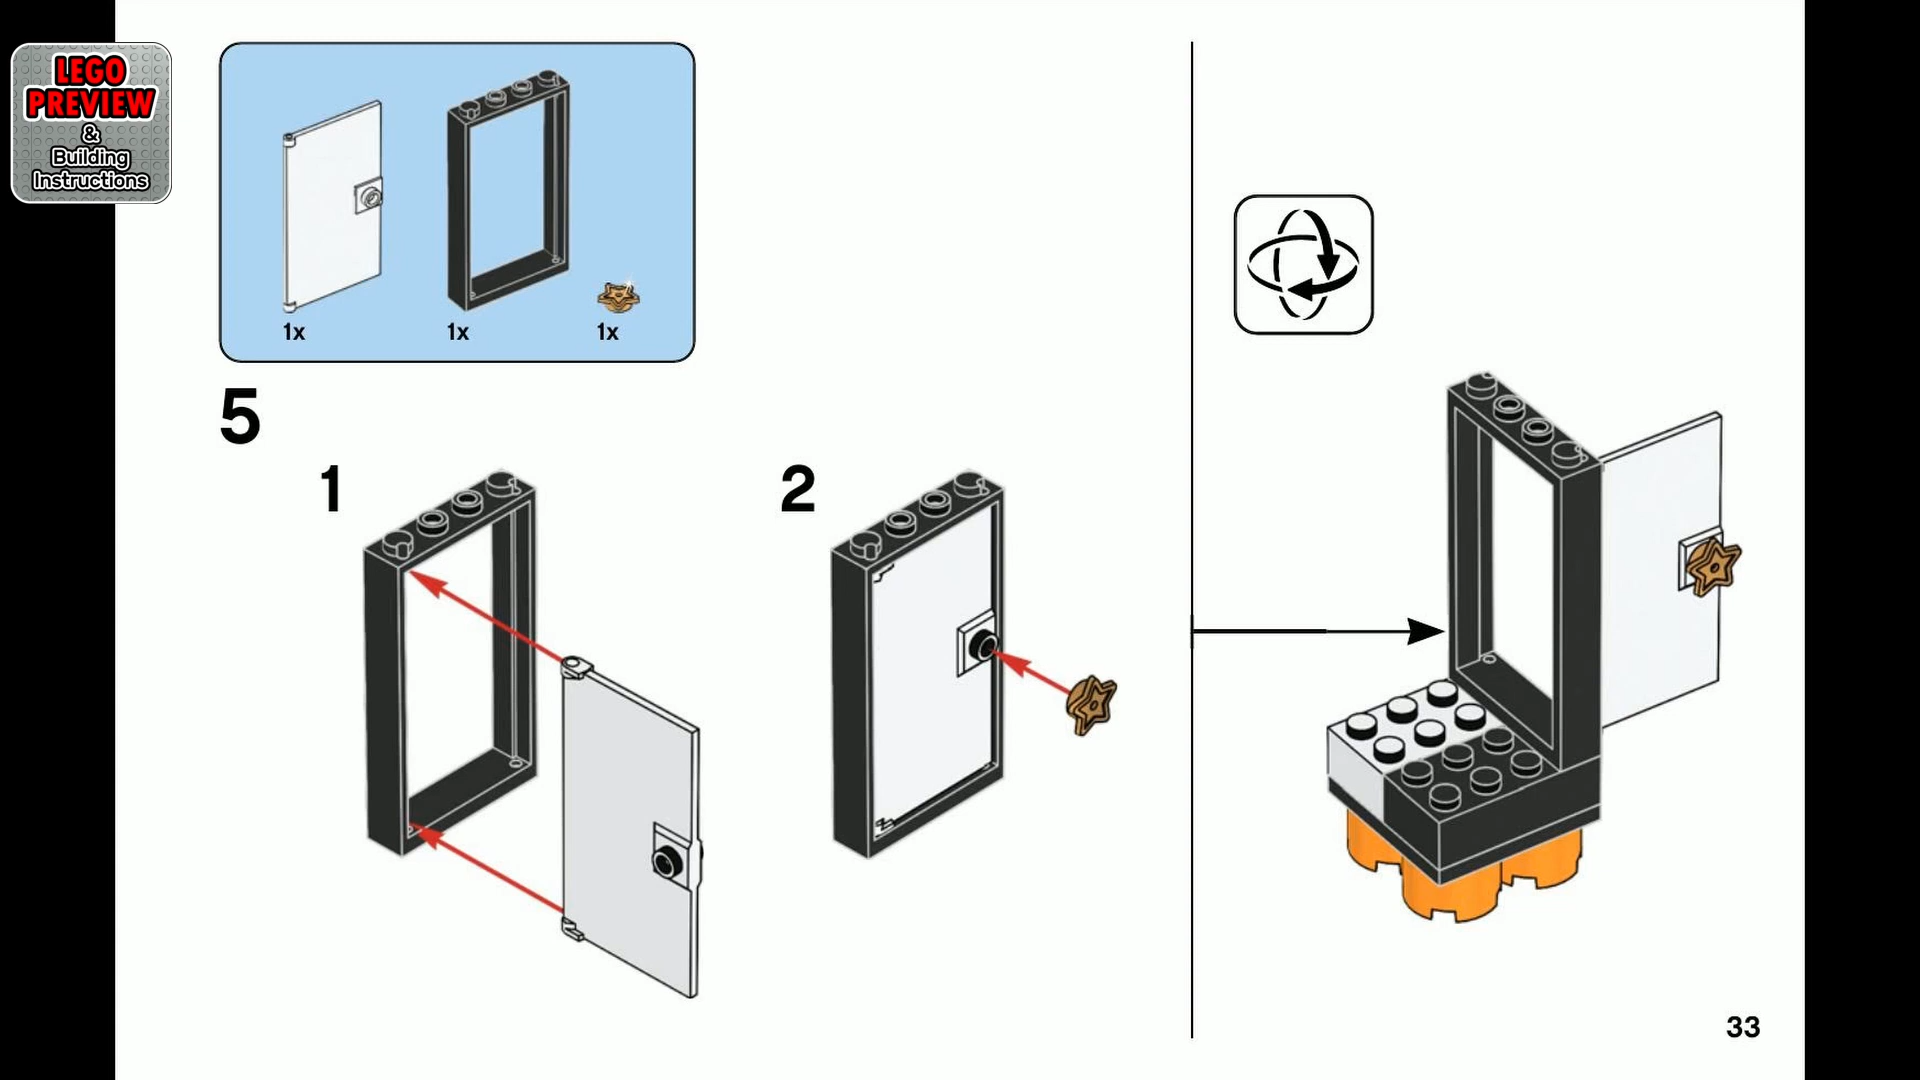 LEGO
PREVIEW
&
Building
Instructions
1x 1x 1x
5
1
2
33